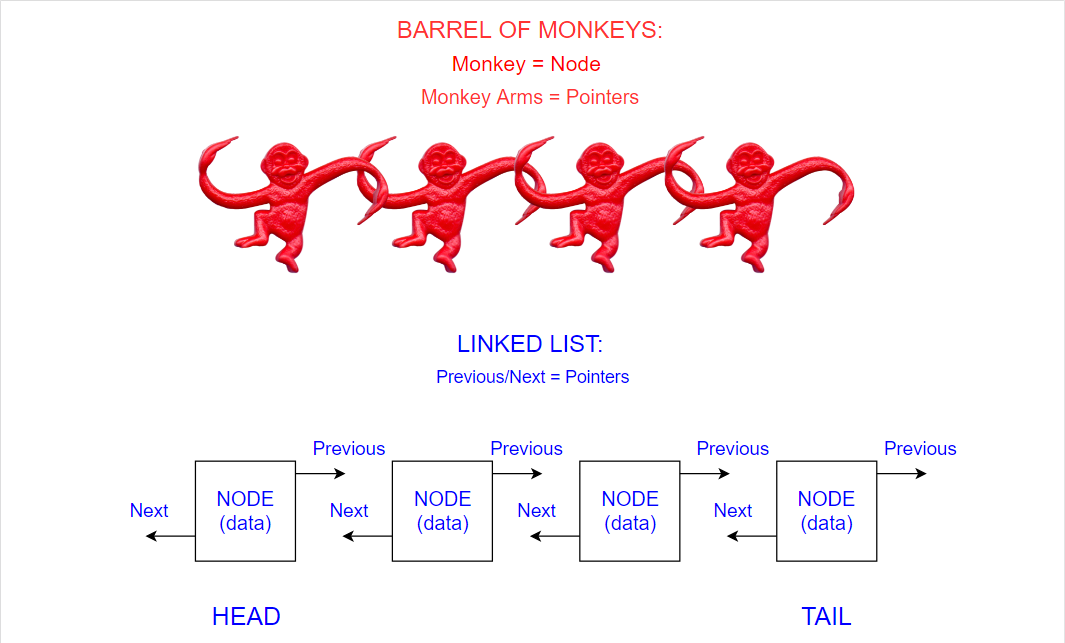 BARREL OF MONKEYS:
Monkey = Node
Monkey Arms = Pointers
LINKED LIST:
Previous/Next = Pointers
Previous Previous Previous Previous
Next NODE Next NODE Next NODE Next NODE
(data) (data) (data) (data)
HEAD TAIL